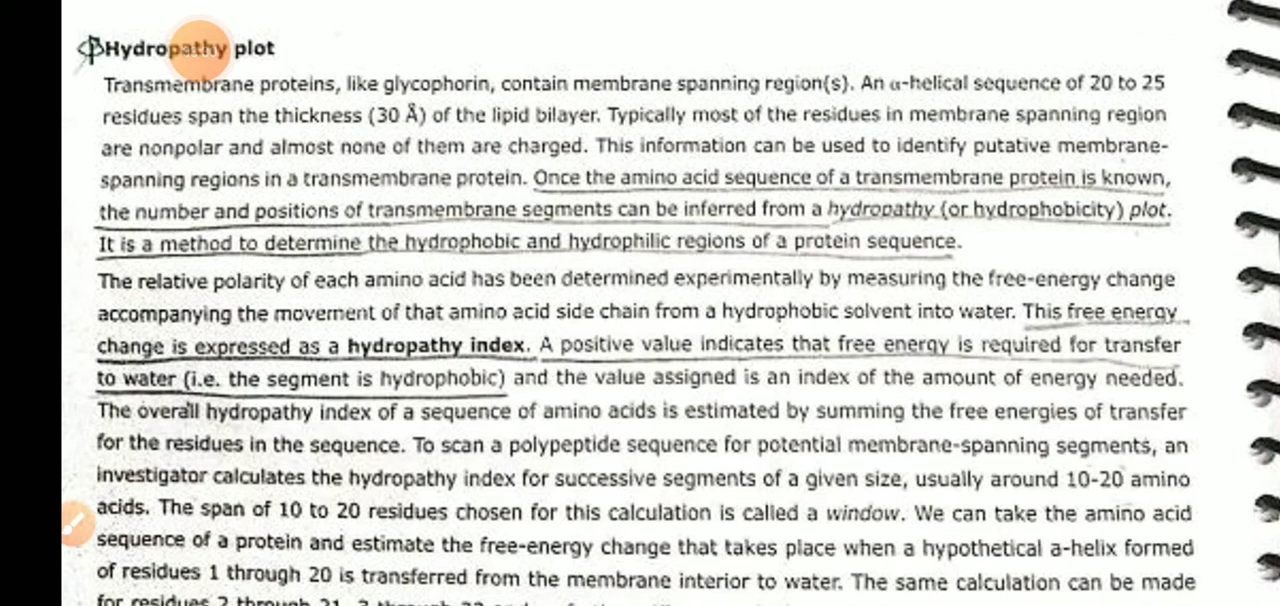 Hydropathy plot
Transmembrane proteins, like glycophorin, contain membrane spanning region(s). An α-helical sequence of 20 to 25
residues span the thickness (30 Å) of the lipid bilayer. Typically most of the residues in membrane spanning region
are nonpolar and almost none of them are charged. This information can be used to identify putative membrane-
spanning regions in a transmembrane protein. Once the amino acid sequence of a transmembrane protein is known,
the number and positions of transmembrane segments can be inferred from a hydropathy (or hydrophobicity) plot.
It is a method to determine the hydrophobic and hydrophilic regions of a protein sequence.
The relative polarity of each amino acid has been determined experimentally by measuring the free-energy change
accompanying the movement of that amino acid side chain from a hydrophobic solvent into water. This free energy
change is expressed as a hydropathy index. A positive value indicates that free energy is required for transfer
to water (i.e. the segment is hydrophobic) and the value assigned is an index of the amount of energy needed.
The overall hydropathy index of a sequence of amino acids is estimated by summing the free energies of transfer
for the residues in the sequence. To scan a polypeptide sequence for potential membrane-spanning segments, an
investigator calculates the hydropathy index for successive segments of a given size, usually around 10-20 amino
acids. The span of 10 to 20 residues chosen for this calculation is called a window. We can take the amino acid
sequence of a protein and estimate the free-energy change that takes place when a hypothetical a-helix formed
of residues 1 through 20 is transferred from the membrane interior to water. The same calculation can be made
for residues 2 through 21, 3 through